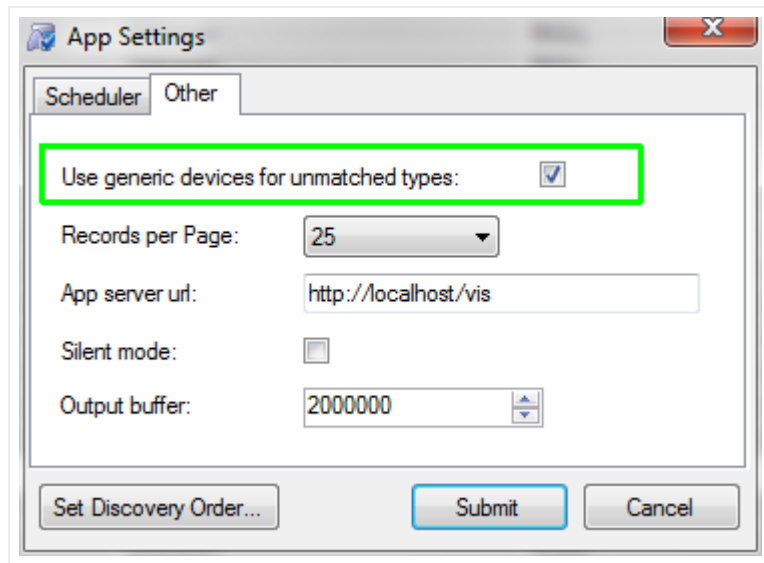 App Settings
Scheduler Other
Use generic devices for unmatched types:
Records per Page: 25
App server url: http://localhost/vis
Silent mode:
Output buffer: 2000000
Set Discovery Order... Submit Cancel